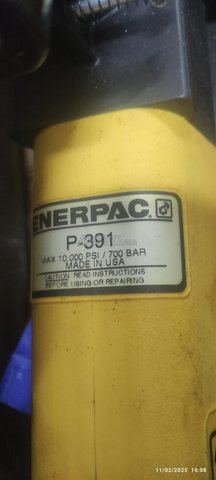 ENERPAC.
P-391
MAX 10,000 PSI / 700 BAR
MADE IN USA
CAUTION: READ INSTRUCTIONS
BEFORE USING OR REPAIRING
11/02/2025 16:06